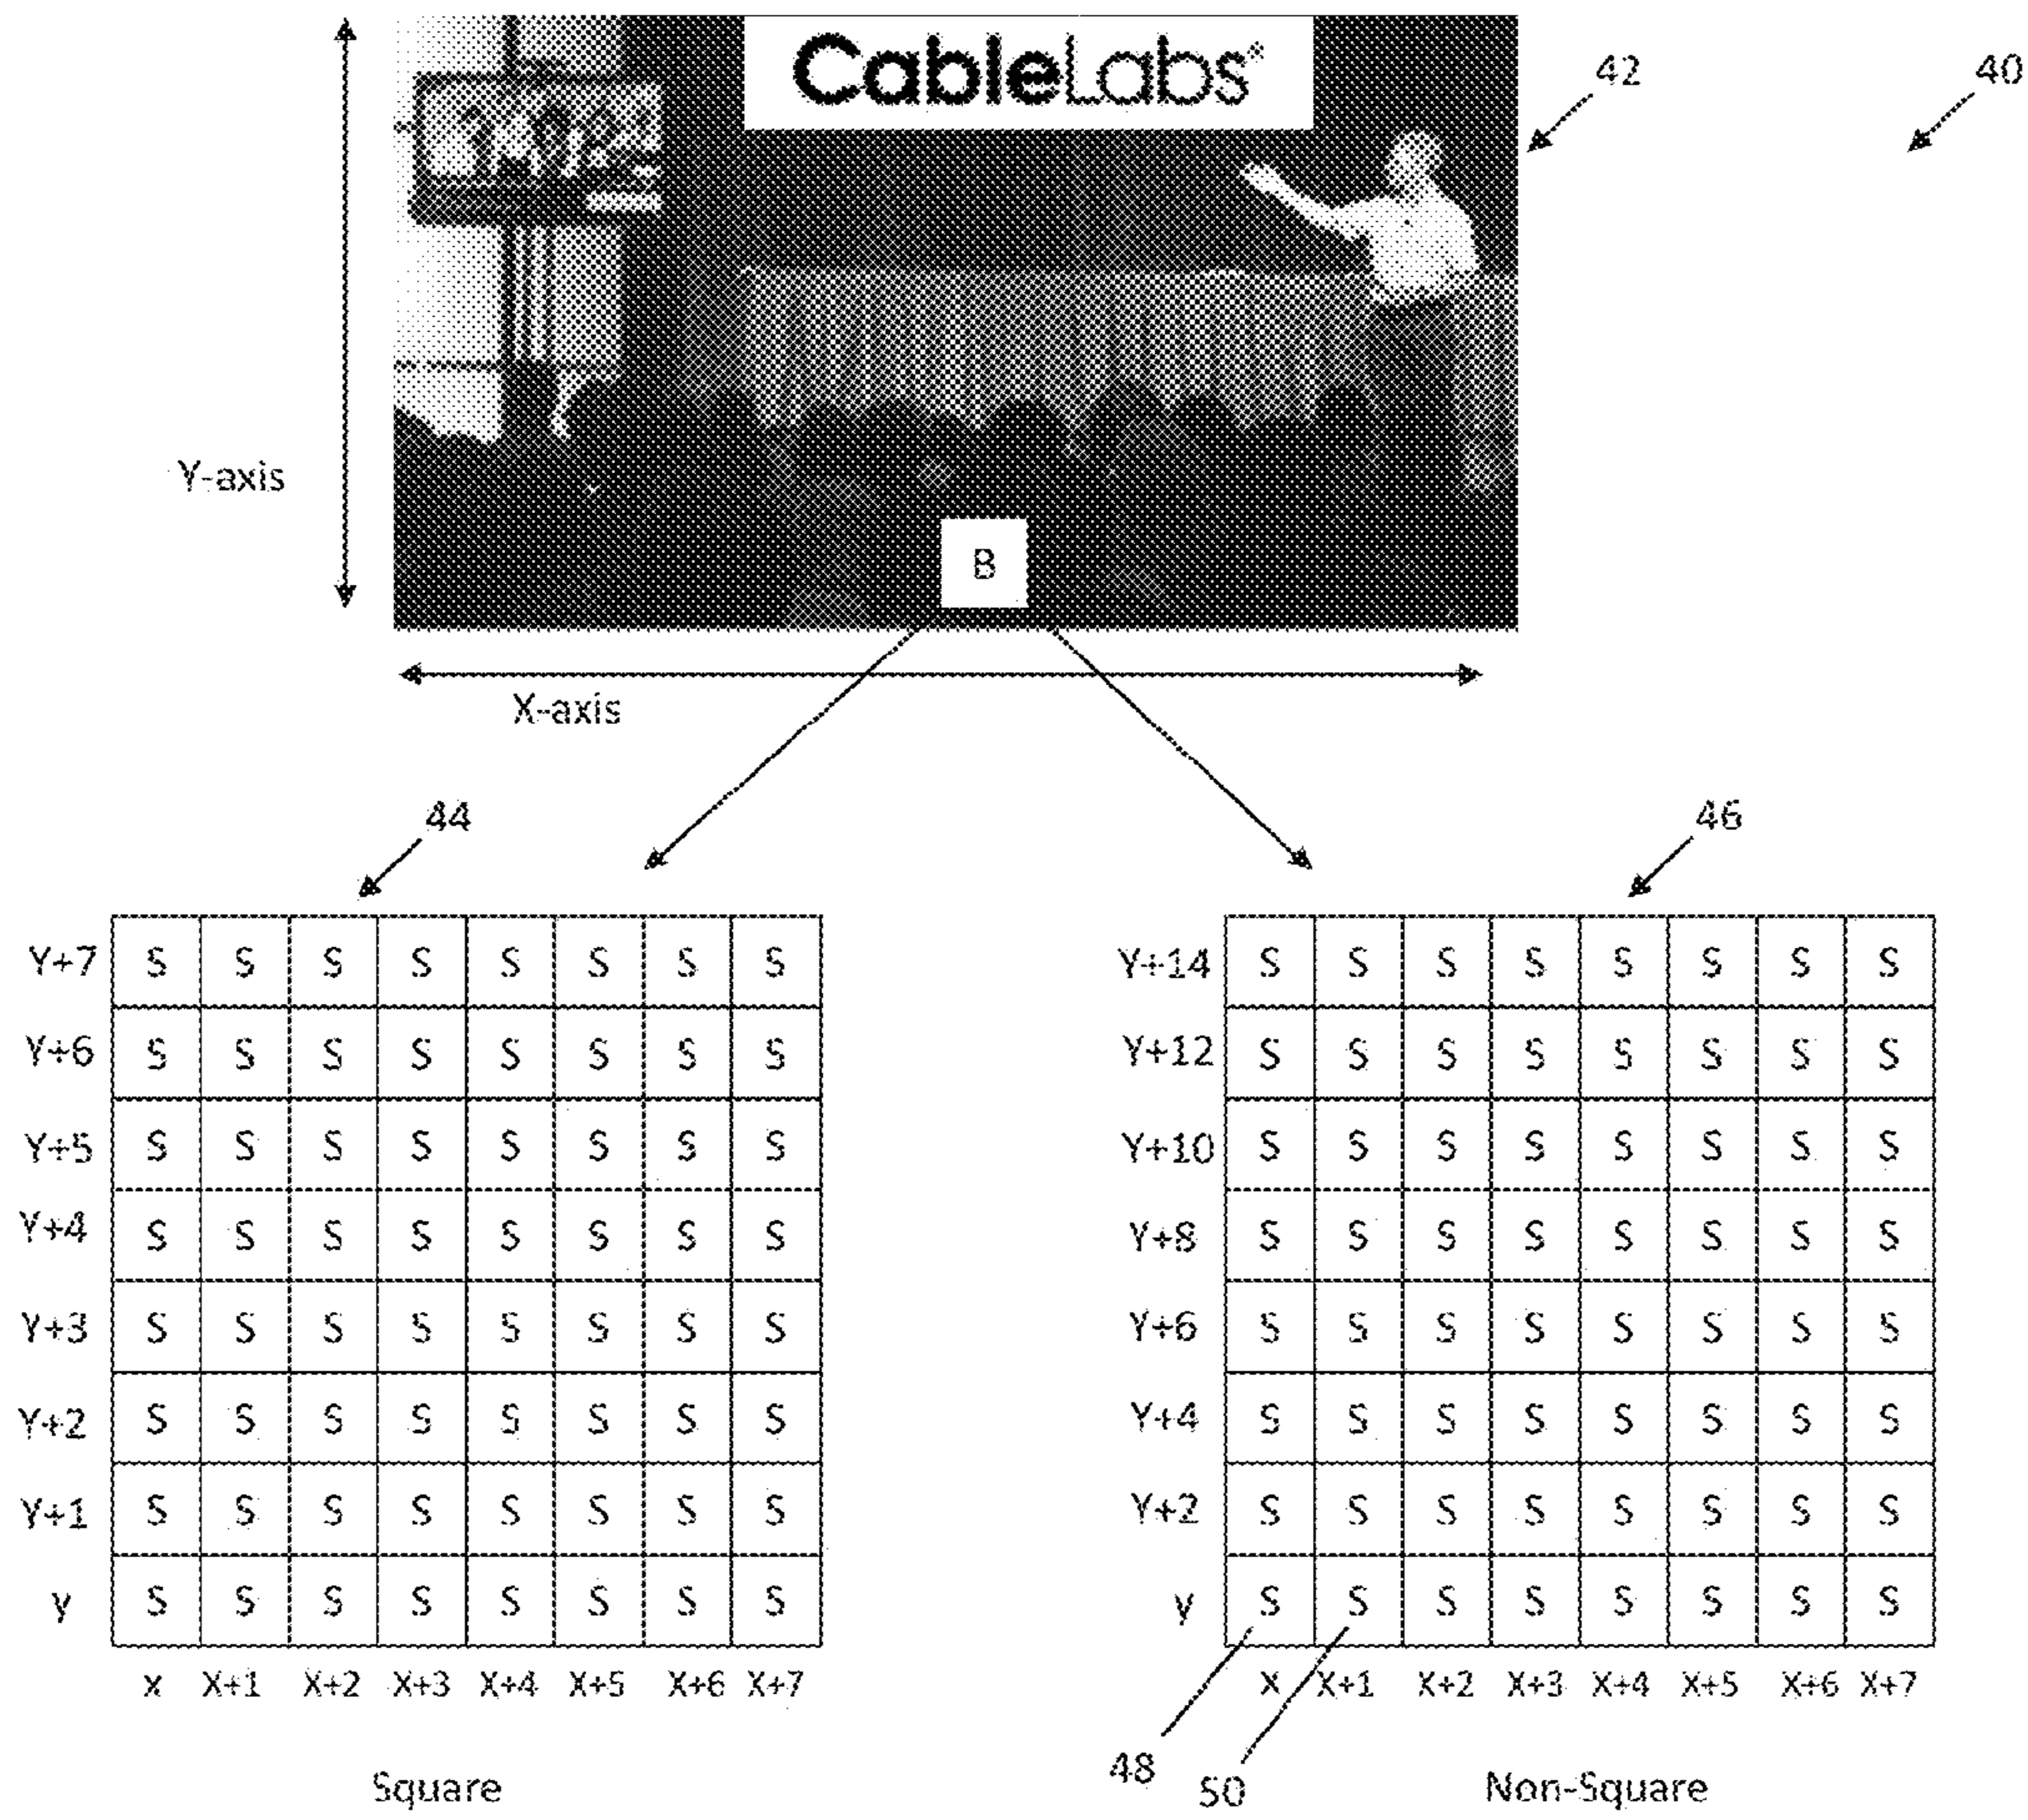 CableLabs®
42
40
Y-axis
B
X-axis
44
46
Y+7 S S S S S S S S
Y+6 S S S S S S S S
Y+5 S S S S S S S S
Y+4 S S S S S S S S
Y+3 S S S S S S S S
Y+2 S S S S S S S S
Y+1 S S S S S S S S
y S S S S S S S S
x X+1 X+2 X+3 X+4 X+5 X+6 X+7
Square
Y+14 S S S S S S S S
Y+12 S S S S S S S S
Y+10 S S S S S S S S
Y+8 S S S S S S S S
Y+6 S S S S S S S S
Y+4 S S S S S S S S
Y+2 S S S S S S S S
y S S S S S S S S
x X+1 X+2 X+3 X+4 X+5 X+6 X+7
48
50
Non-Square